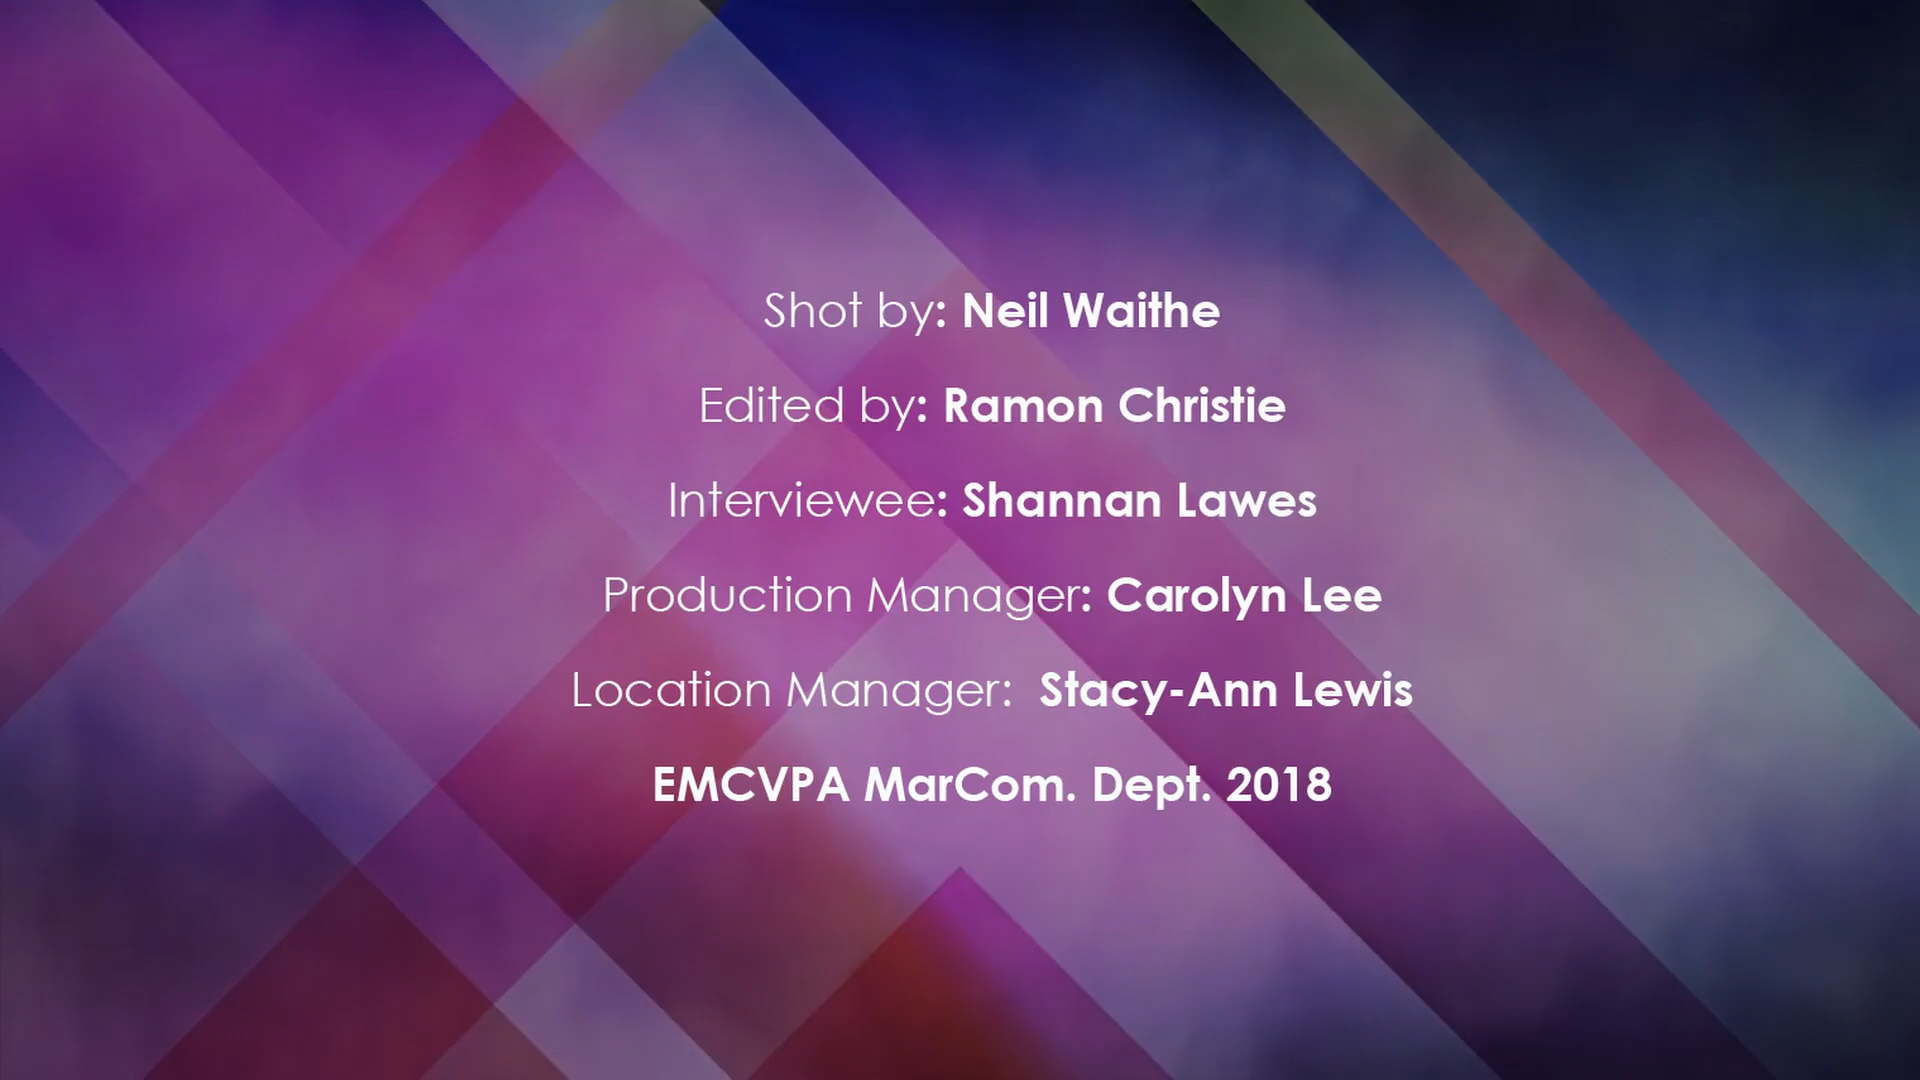 Shot by: Neil Waithe
Edited by: Ramon Christie
Interviewee: Shannan Lawes
Production Manager: Carolyn Lee
Location Manager:  Stacy-Ann Lewis
EMCVPA MarCom. Dept. 2018